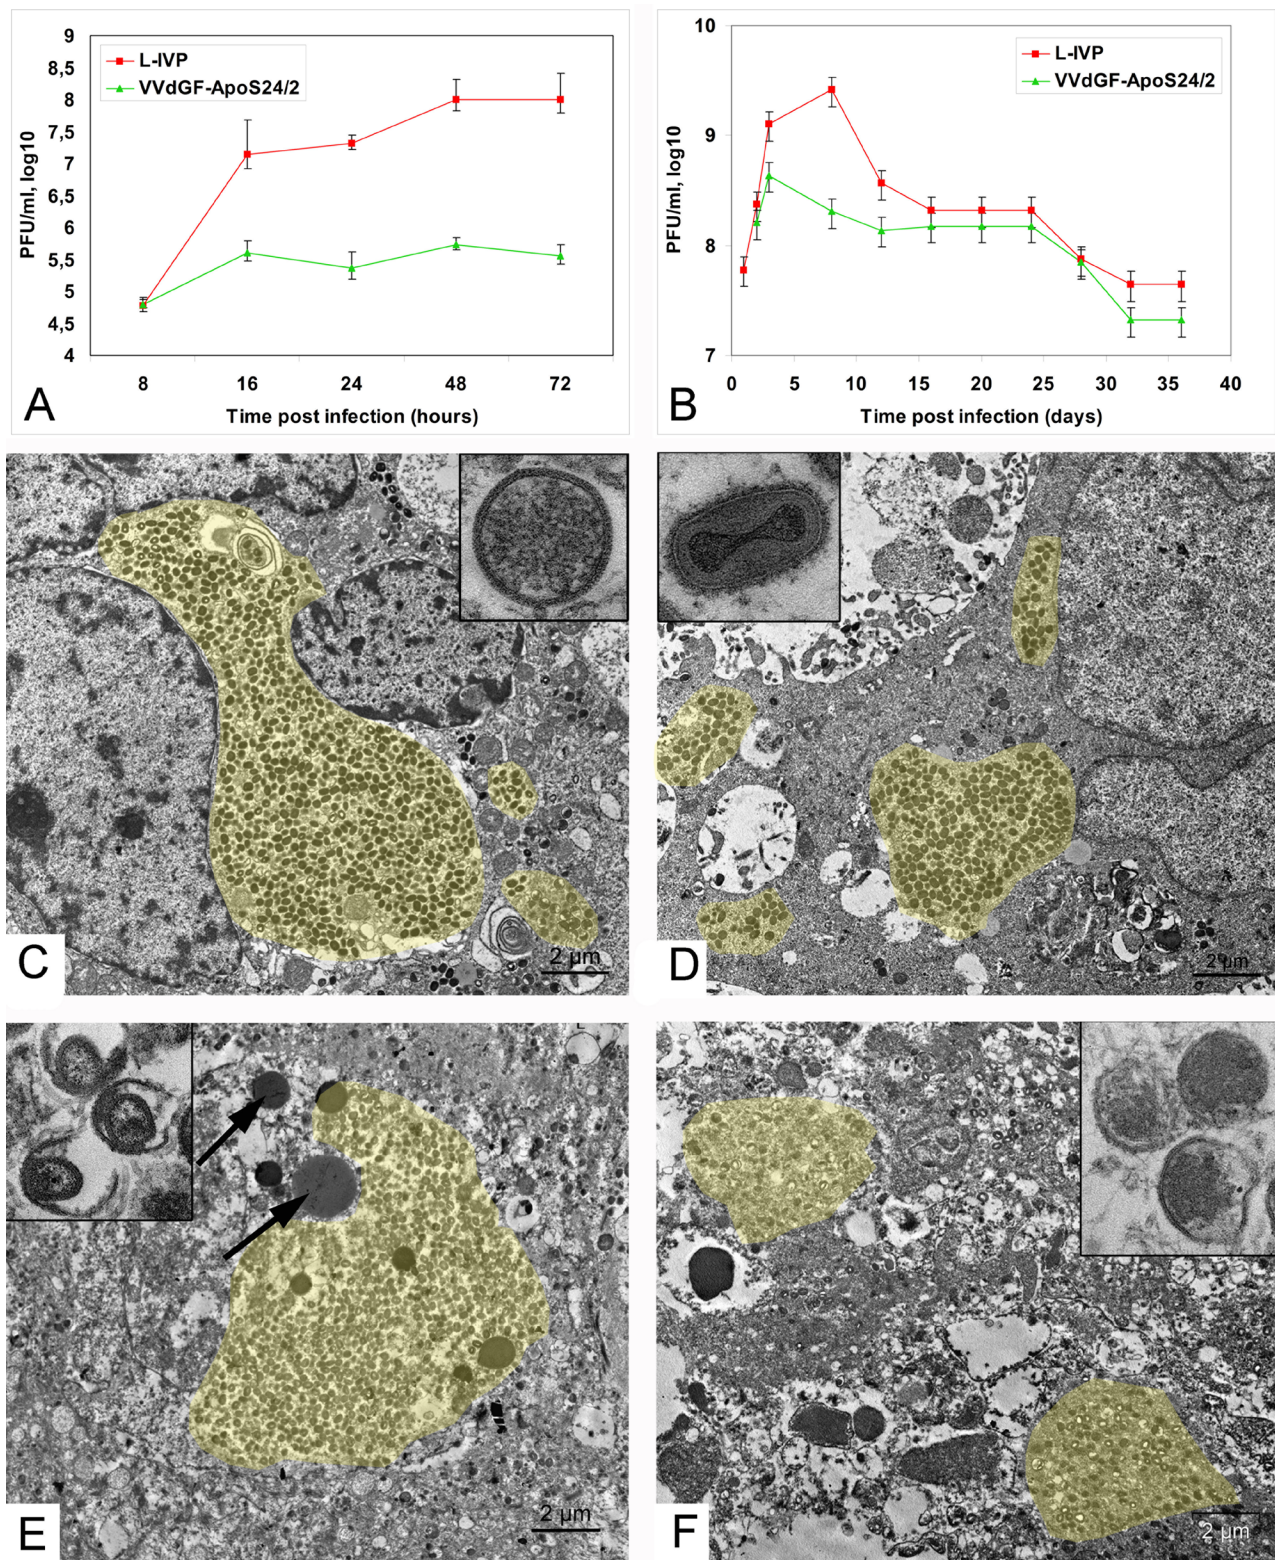 9
8,5
8
7,5
7
6,5
6
5,5
5
4,5
4
PFU/ml, log10
L-IVP
VVdGF-ApoS24/2
8 16 24 48 72
Time post infection (hours)
A
10
9
8
7
PFU/ml, log10
L-IVP
VVdGF-ApoS24/2
0 5 10 15 20 25 30 35 40
Time post infection (days)
B
C
2 µm
D
2 µm
E
2 µm
F
2 µm